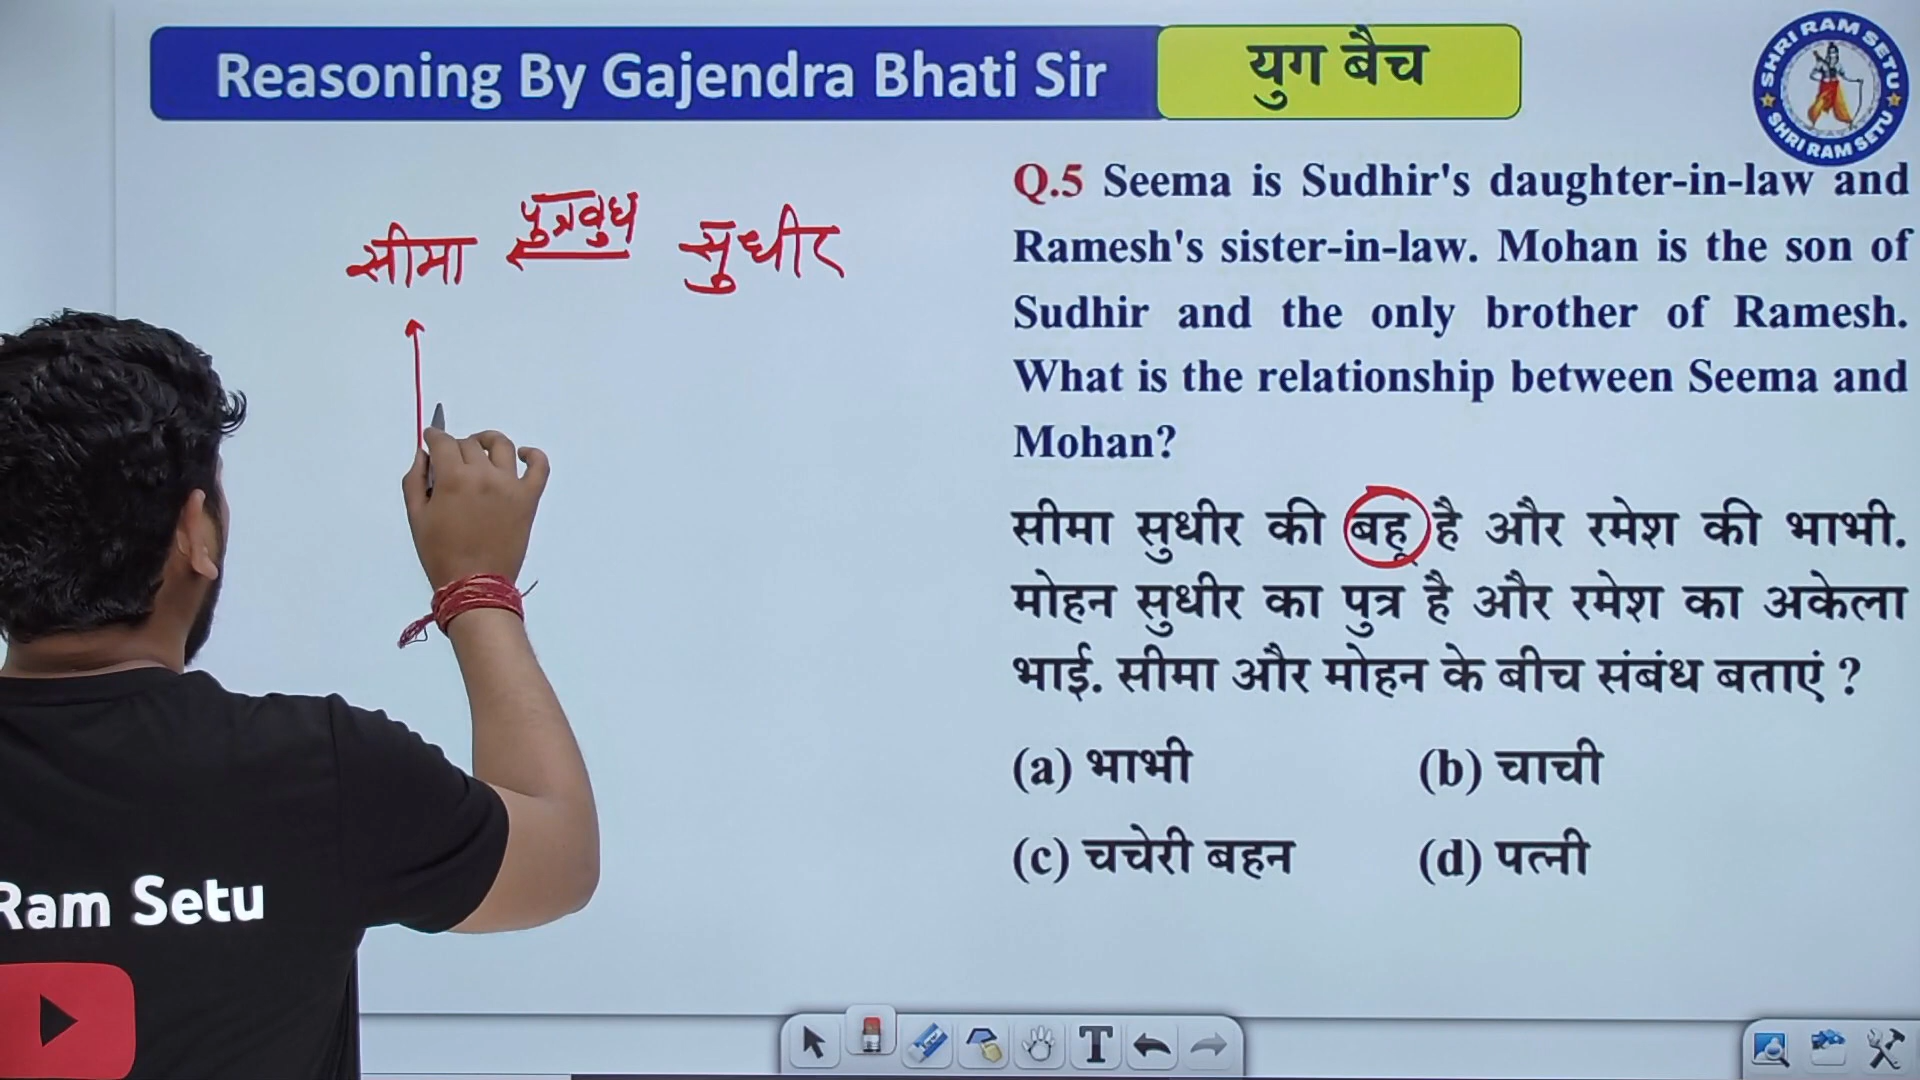 Reasoning By Gajendra Bhati Sir
युग बैच
SHRI RAM SETU
SHRI RAM SETU
सीमा पुत्रवुध सुधीर
Q.5 Seema is Sudhir's daughter-in-law and
Ramesh's sister-in-law. Mohan is the son of
Sudhir and the only brother of Ramesh.
What is the relationship between Seema and
Mohan?
सीमा सुधीर की बहू है और रमेश की भाभी.
मोहन सुधीर का पुत्र है और रमेश का अकेला
भाई. सीमा और मोहन के बीच संबंध बताएं ?
(a) भाभी (b) चाची
(c) चचेरी बहन (d) पत्नी
Ram Setu
T